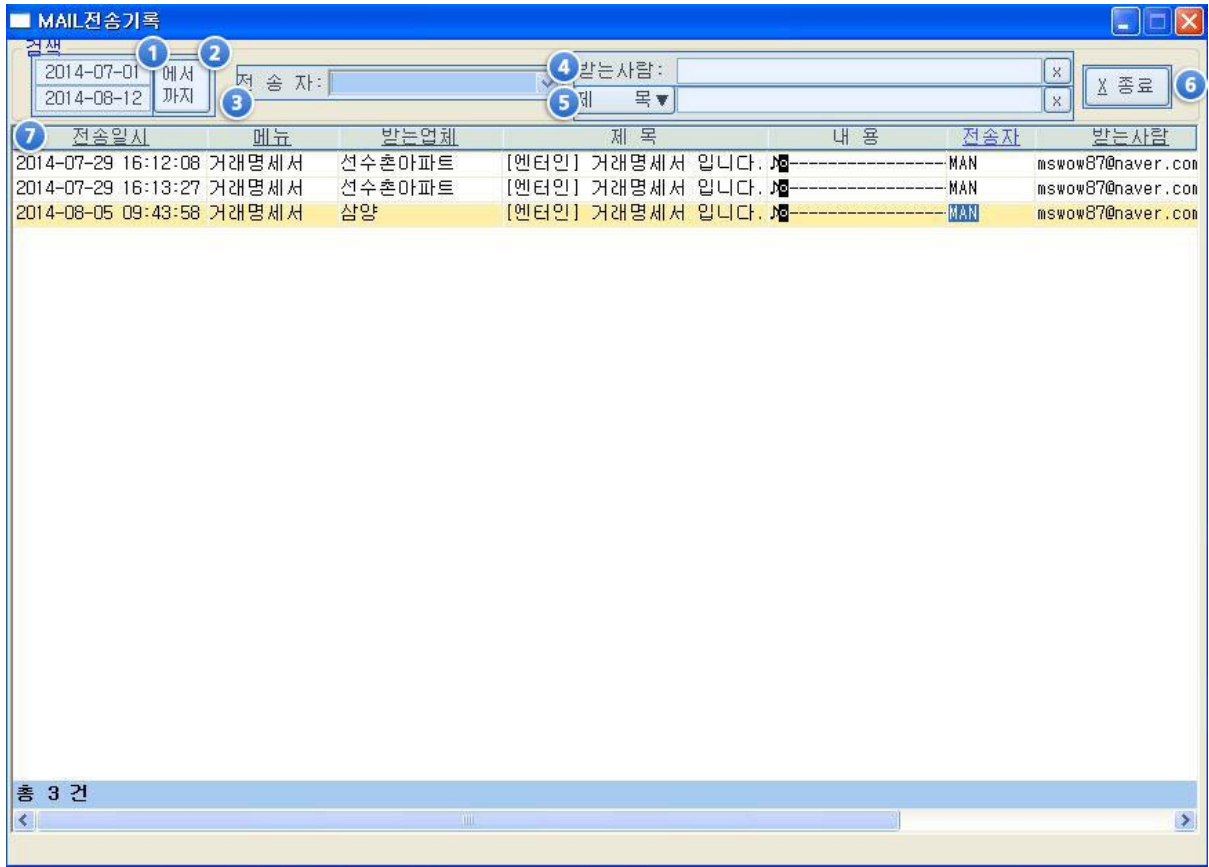 MAIL전송기록
검색
1 2
2014-07-01 에서
2014-08-12 까지
3 전 송 자:
4 받는사람: x
5 제 목▼ x
X 종료 6
7 전송일시 메뉴 받는업체 제 목 내 용 전송자 받는사람
2014-07-29 16:12:08 거래명세서 선수촌아파트 [엔터인] 거래명세서 입니다. ♪◙----------------- MAN mswow87@naver.com
2014-07-29 16:13:27 거래명세서 선수촌아파트 [엔터인] 거래명세서 입니다. ♪◙----------------- MAN mswow87@naver.com
2014-08-05 09:43:58 거래명세서 삼양 [엔터인] 거래명세서 입니다. ♪◙----------------- MAN mswow87@naver.com
총 3 건